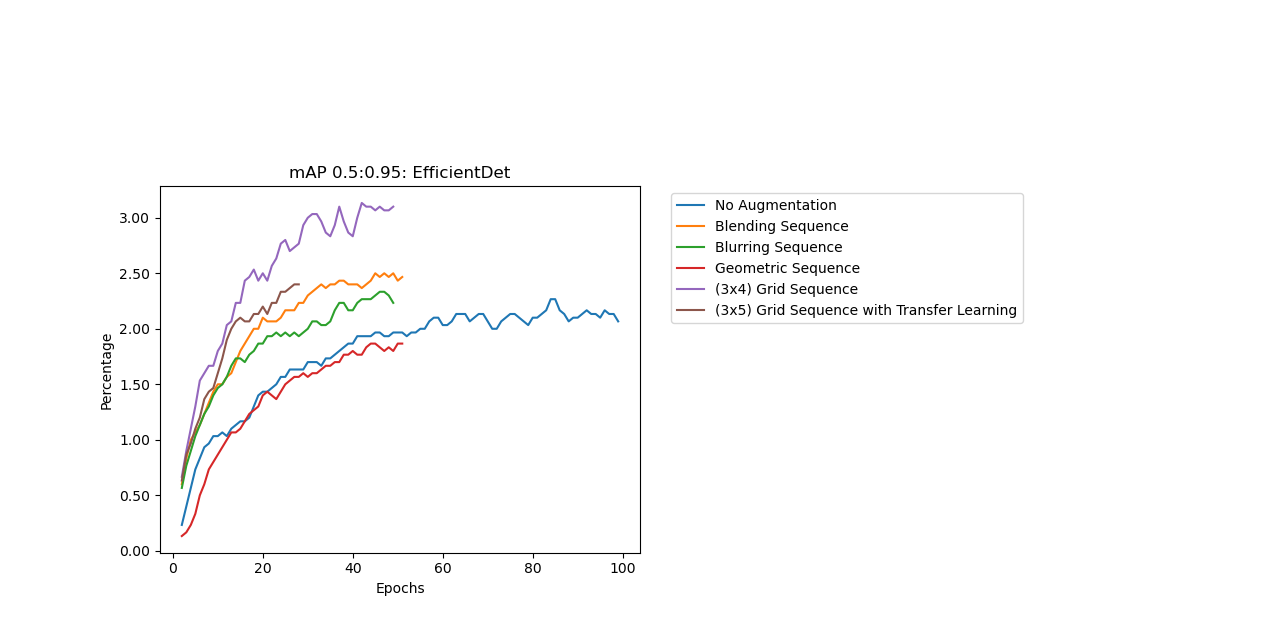 mAP 0.5:0.95: EfficientDet
3.00
2.50
2.00
1.50
1.00
0.50
0.00
Percentage
0 20 40 60 80 100
Epochs
No Augmentation
Blending Sequence
Blurring Sequence
Geometric Sequence
(3x4) Grid Sequence
(3x5) Grid Sequence with Transfer Learning